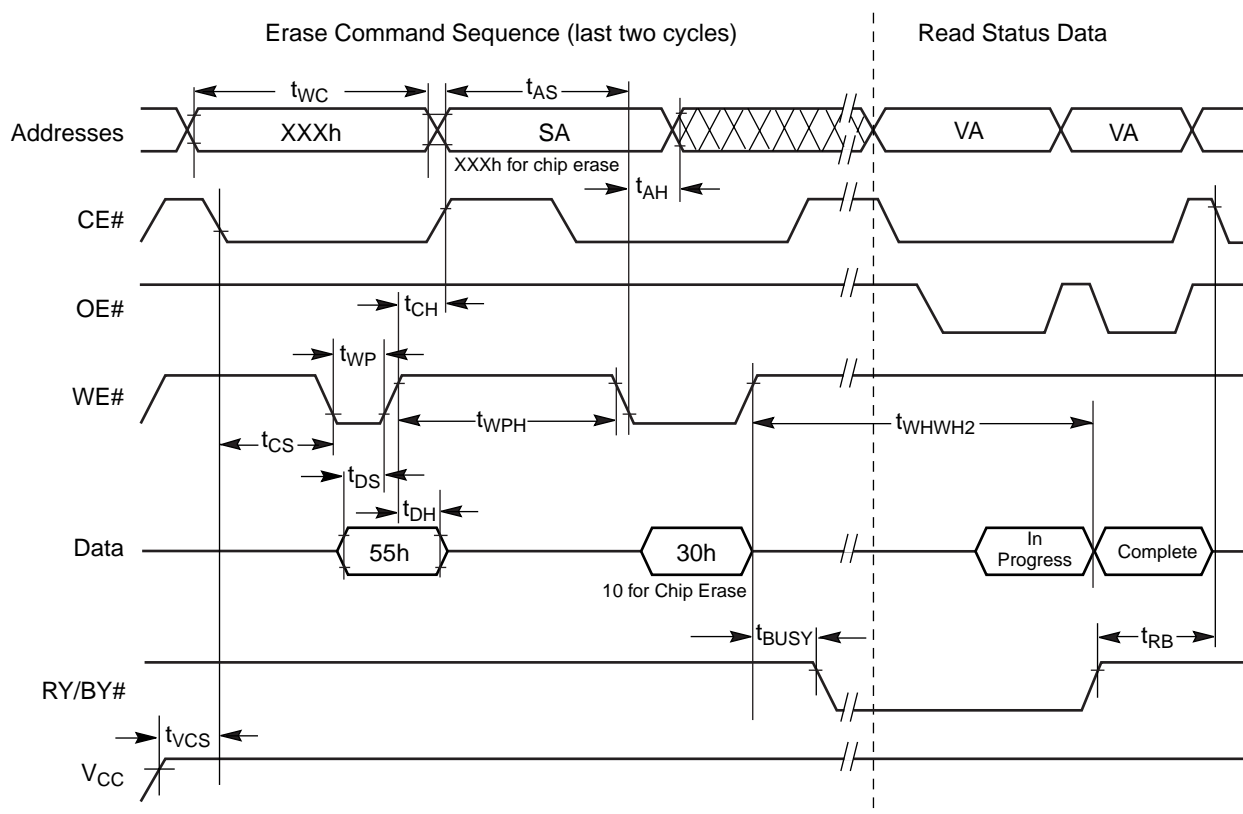 Erase Command Sequence (last two cycles)
Read Status Data
tWC
tAS
Addresses
XXXh
SA
VA
VA
XXXh for chip erase
tAH
CE#
OE#
tCH
tWP
WE#
tWPH
tWHWH2
tCS
tDS
tDH
Data
55h
30h
In
Progress
Complete
10 for Chip Erase
tBUSY
tRB
RY/BY#
tVCS
VCC